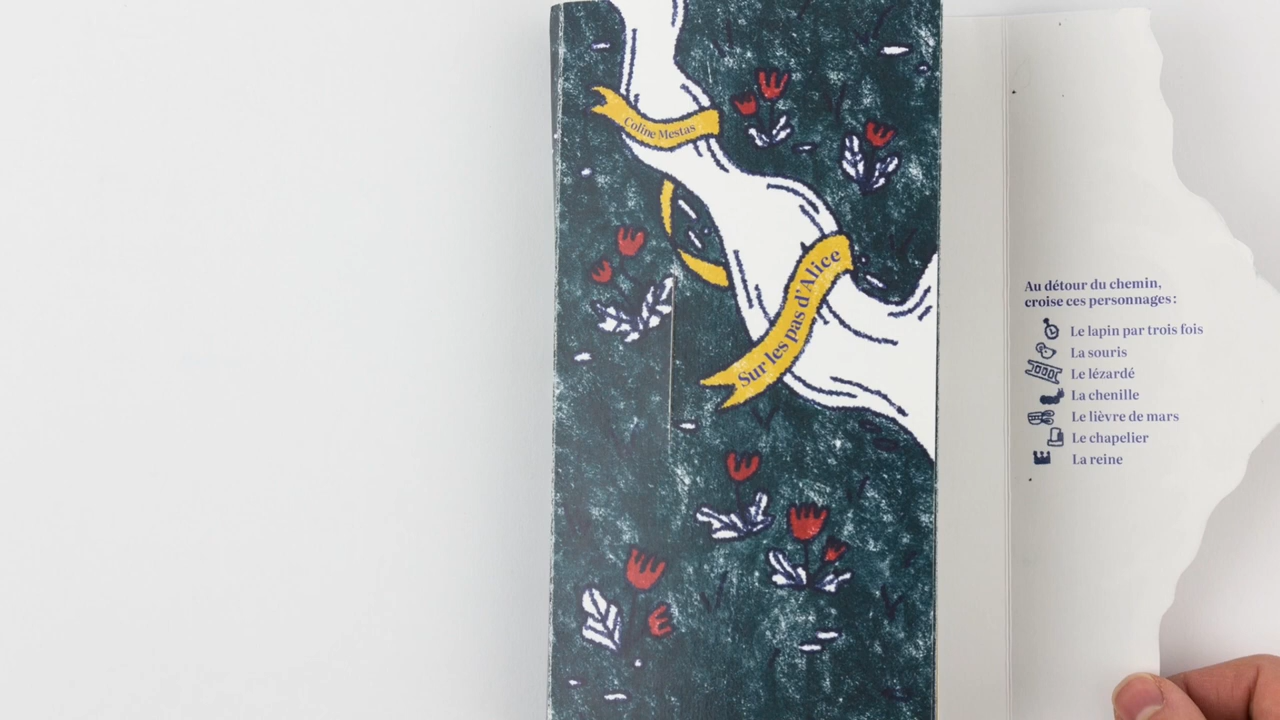 Coline Mestas
Sur les pas d'Alice
Au détour du chemin,
croise ces personnages :
Le lapin par trois fois
La souris
Le lézardé
La chenille
Le lièvre de mars
Le chapelier
La reine